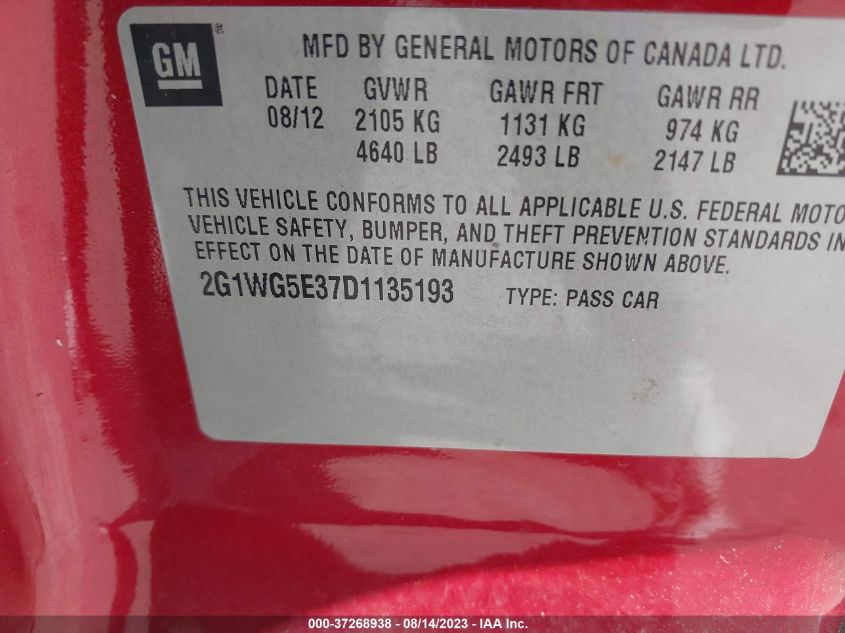 GM ®
MFD BY GENERAL MOTORS OF CANADA LTD.
DATE GVWR GAWR FRT GAWR RR
08/12 2105 KG 1131 KG 974 KG
4640 LB 2493 LB 2147 LB
THIS VEHICLE CONFORMS TO ALL APPLICABLE U.S. FEDERAL MOTO
VEHICLE SAFETY, BUMPER, AND THEFT PREVENTION STANDARDS IN
EFFECT ON THE DATE OF MANUFACTURE SHOWN ABOVE.
2G1WG5E37D1135193 TYPE: PASS CAR
000-37268938 - 08/14/2023 - IAA Inc.